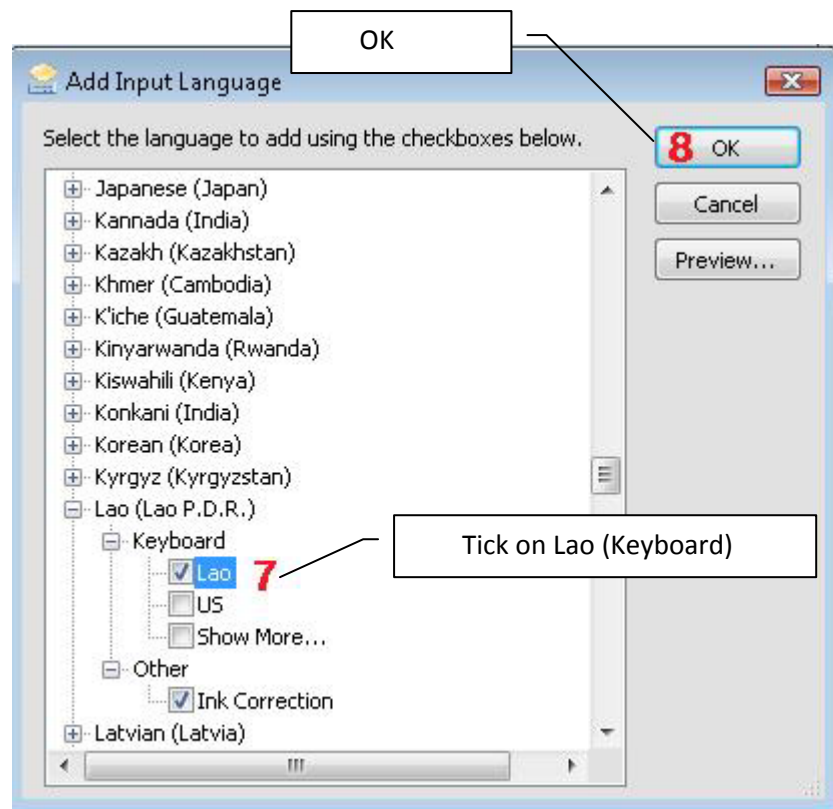 OK
Add Input Language
Select the language to add using the checkboxes below.
8 OK
Cancel
Preview...
Japanese (Japan)
Kannada (India)
Kazakh (Kazakhstan)
Khmer (Cambodia)
K'iche (Guatemala)
Kinyarwanda (Rwanda)
Kiswahili (Kenya)
Konkani (India)
Korean (Korea)
Kyrgyz (Kyrgyzstan)
Lao (Lao P.D.R.)
Keyboard
Lao 7
Tick on Lao (Keyboard)
US
Show More...
Other
Ink Correction
Latvian (Latvia)